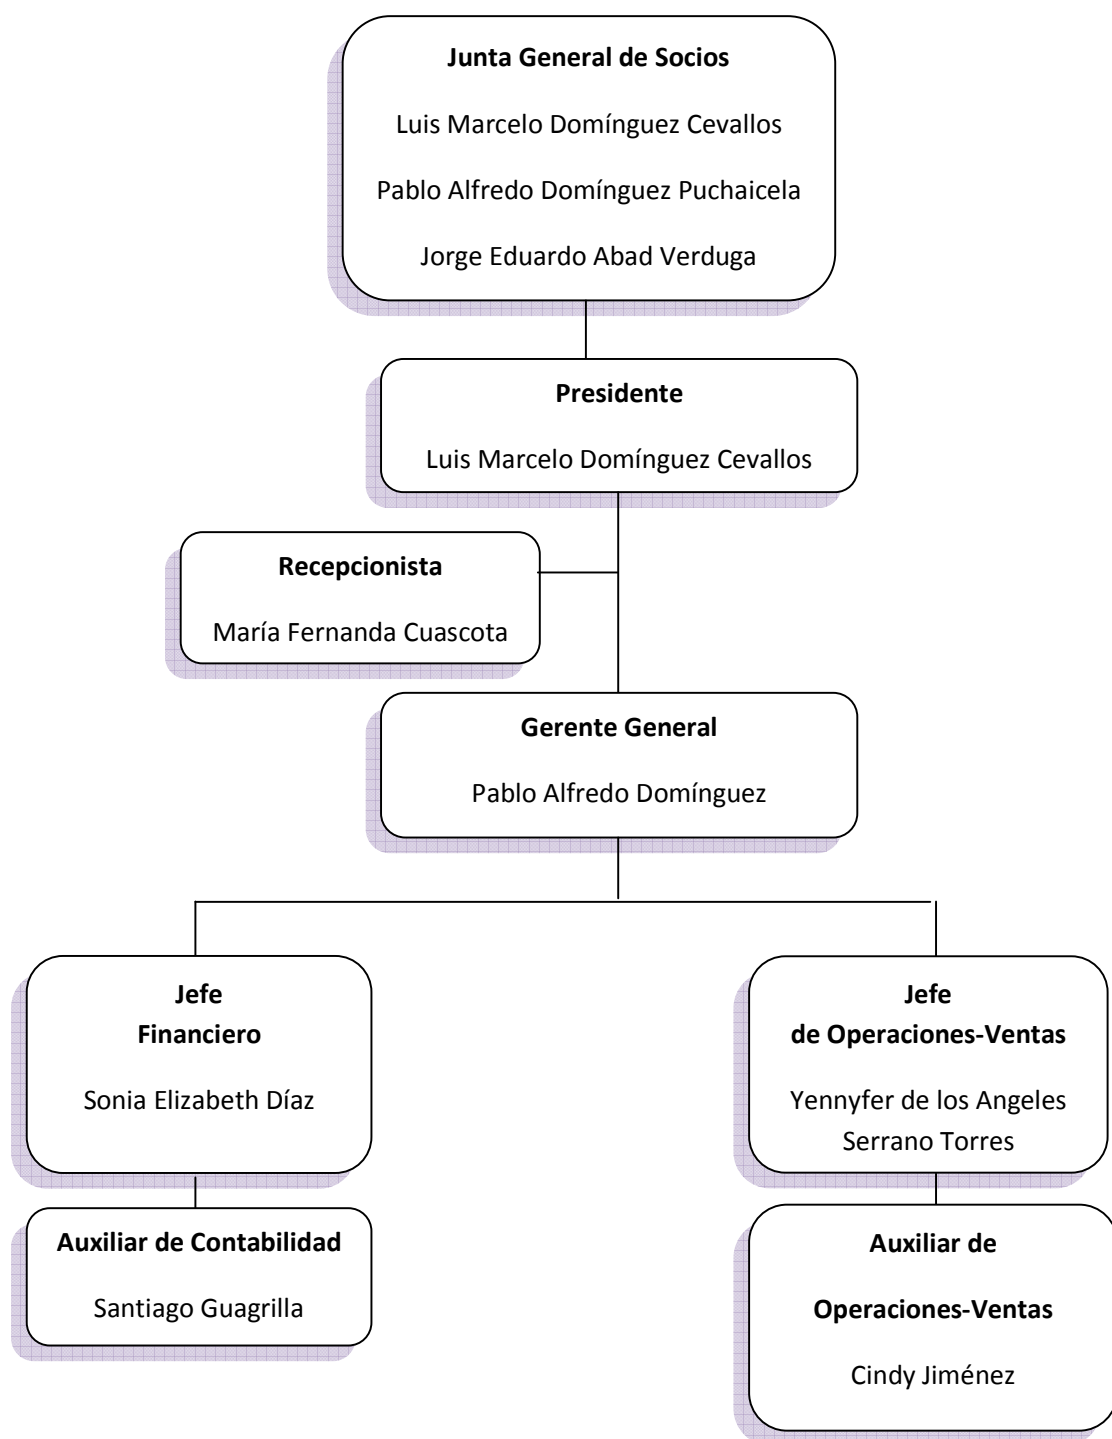 Junta General de Socios
Luis Marcelo Domínguez Cevallos
Pablo Alfredo Domínguez Puchaicela
Jorge Eduardo Abad Verduga
Presidente
Luis Marcelo Domínguez Cevallos
Recepcionista
María Fernanda Cuascota
Gerente General
Pablo Alfredo Domínguez
Jefe
Financiero
Sonia Elizabeth Díaz
Jefe
de Operaciones-Ventas
Yennyfer de los Angeles
Serrano Torres
Auxiliar de Contabilidad
Santiago Guagrilla
Auxiliar de
Operaciones-Ventas
Cindy Jiménez